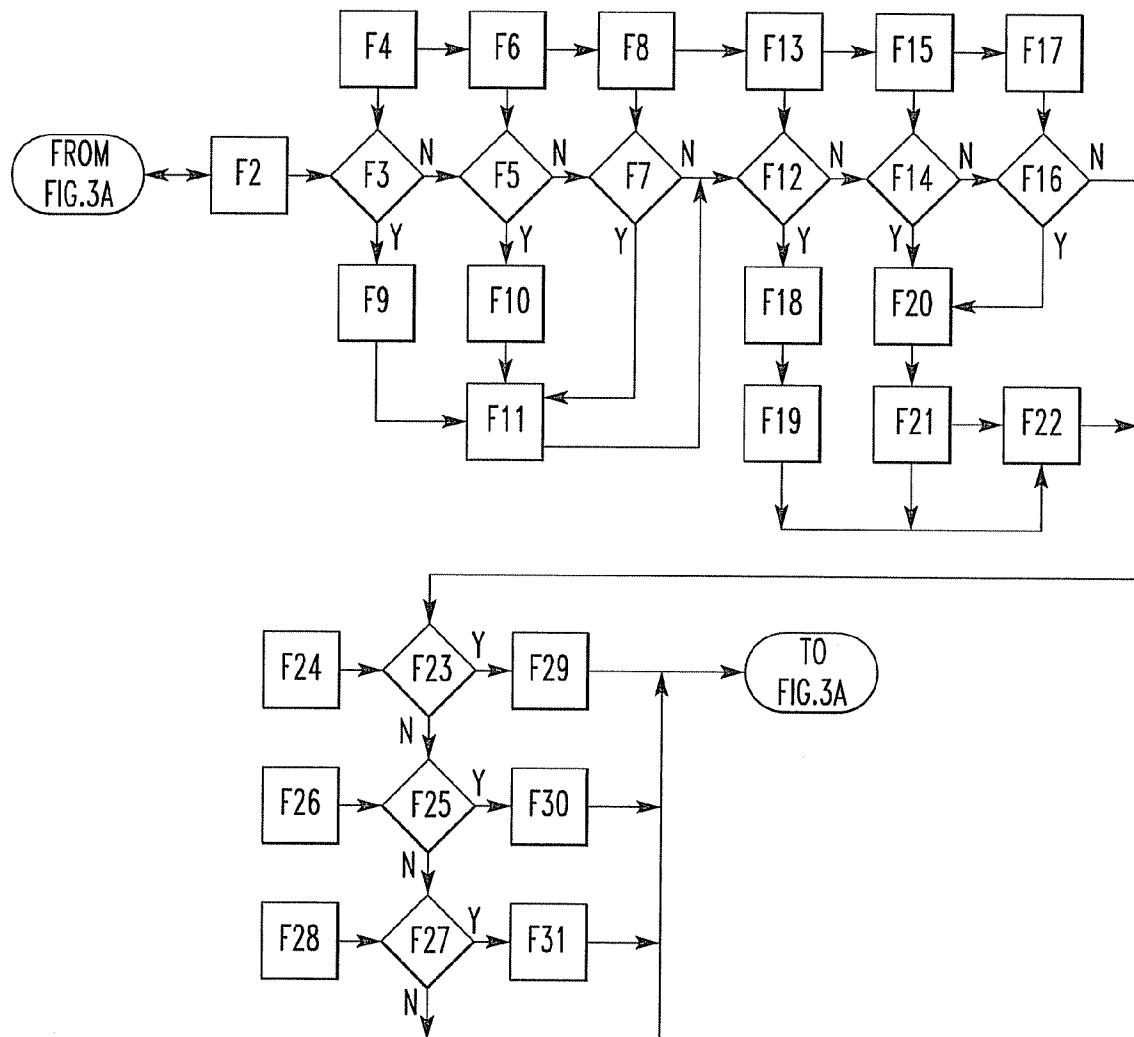 F4 F6 F8 F13 F15 F17
FROM
FIG.3A
F2 F3 N F5 N F7 N F12 N F14 N F16 N
Y Y Y Y Y Y
F9 F10 F18 F20
F11 F19 F21 F22
F24 F23 Y F29
TO
FIG.3A
N
F26 F25 Y F30
N
F28 F27 Y F31
N